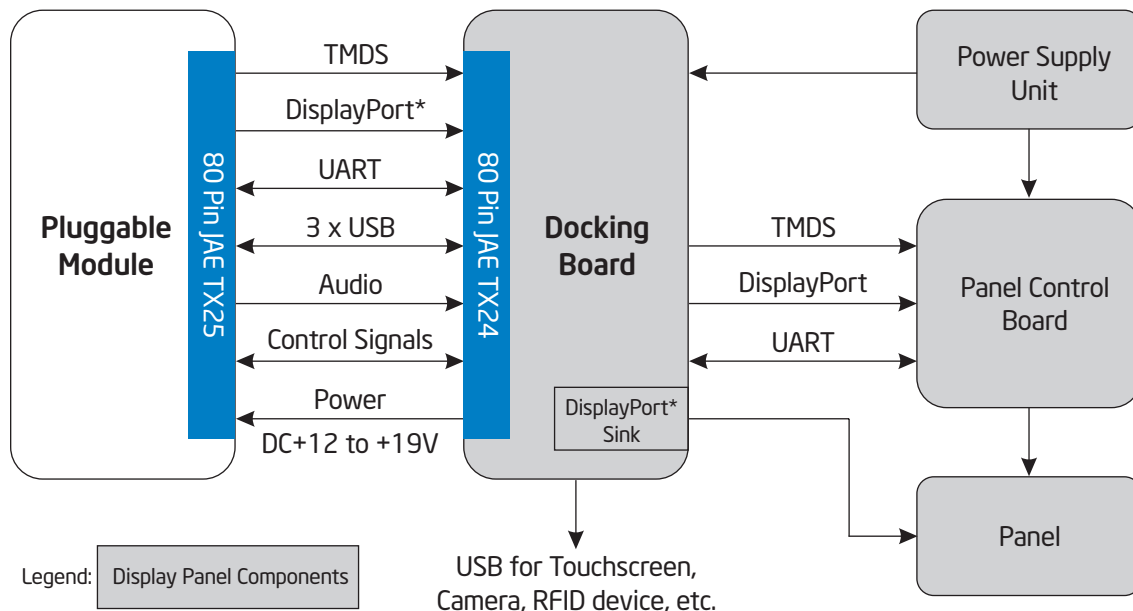 Pluggable
Module
80 Pin JAE TX25
TMDS
DisplayPort*
UART
3 x USB
Audio
Control Signals
Power
DC+12 to +19V
80 Pin JAE TX24
Docking
Board
DisplayPort*
Sink
TMDS
DisplayPort
UART
Power Supply
Unit
Panel Control
Board
Panel
USB for Touchscreen,
Camera, RFID device, etc.
Legend:
Display Panel Components